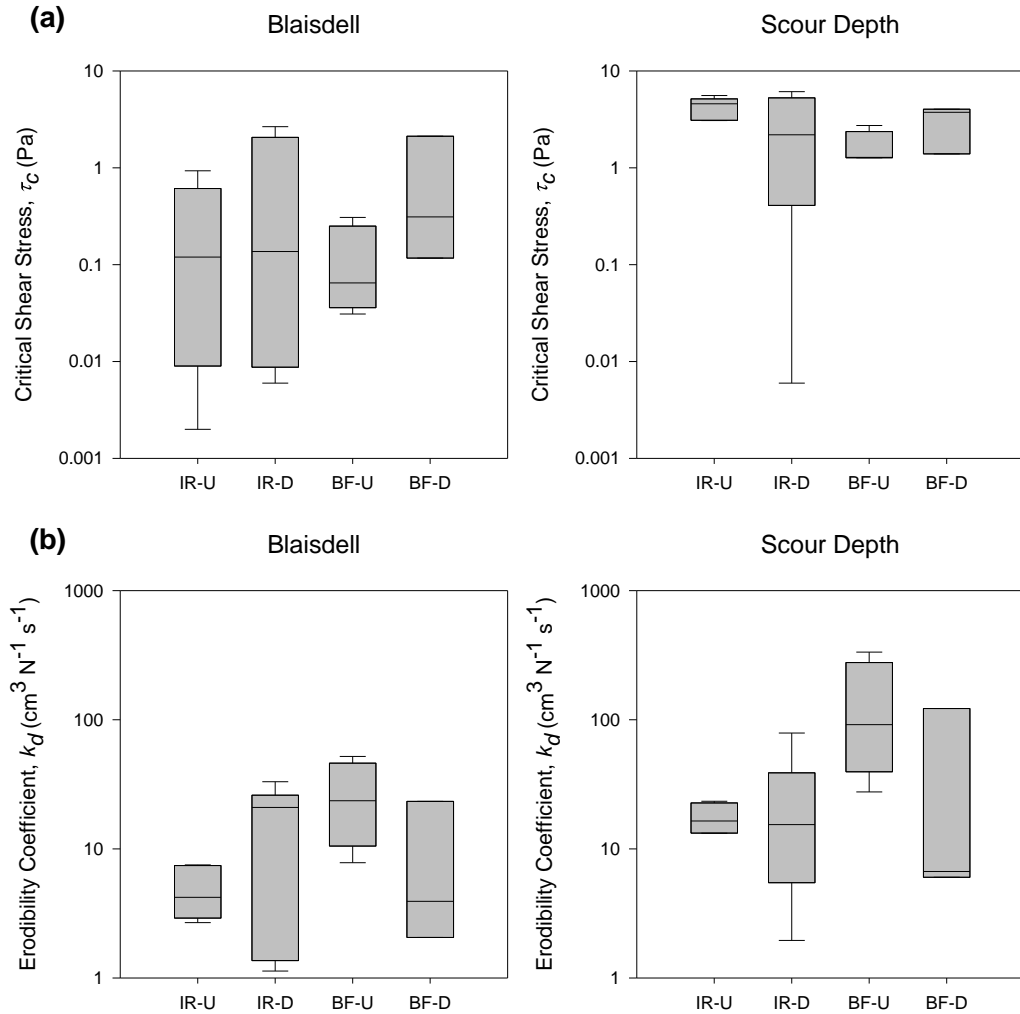 (a)
Blaisdell
Scour Depth
Critical Shear Stress, τc (Pa)
10
1
0.1
0.01
0.001
IR-U IR-D BF-U BF-D
Critical Shear Stress, τc (Pa)
10
1
0.1
0.01
0.001
IR-U IR-D BF-U BF-D
(b)
Blaisdell
Scour Depth
Erodibility Coefficient, kd (cm³ N⁻¹ s⁻¹)
1000
100
10
1
IR-U IR-D BF-U BF-D
Erodibility Coefficient, kd (cm³ N⁻¹ s⁻¹)
1000
100
10
1
IR-U IR-D BF-U BF-D